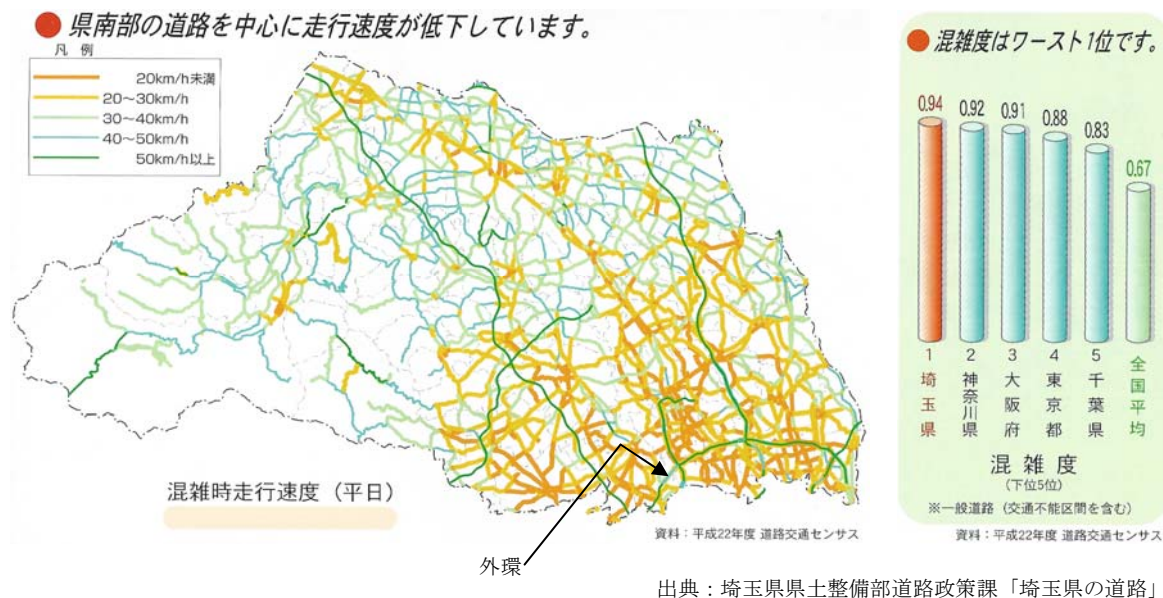 ● 県南部の道路を中心に走行速度が低下しています。
凡 例
20km/h未満
20〜30km/h
30〜40km/h
40〜50km/h
50km/h以上
混雑時走行速度（平日）
資料：平成22年度 道路交通センサス
外環
● 混雑度はワースト1位です。
0.94
0.92
0.91
0.88
0.83
0.67
1 埼玉県
2 神奈川県
3 大阪府
4 東京都
5 千葉県
全国平均
混 雑 度
（下位5位）
※一般道路（交通不能区間を含む）
資料：平成22年度 道路交通センサス
出典：埼玉県県土整備部道路政策課「埼玉県の道路」